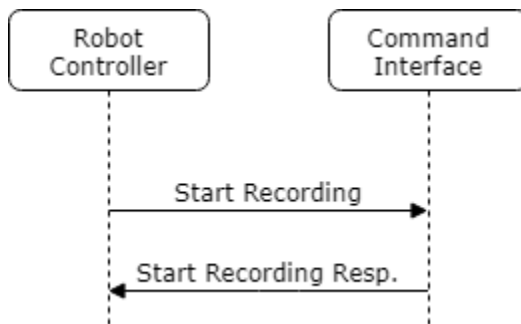 Robot
Controller
Command
Interface
Start Recording
Start Recording Resp.